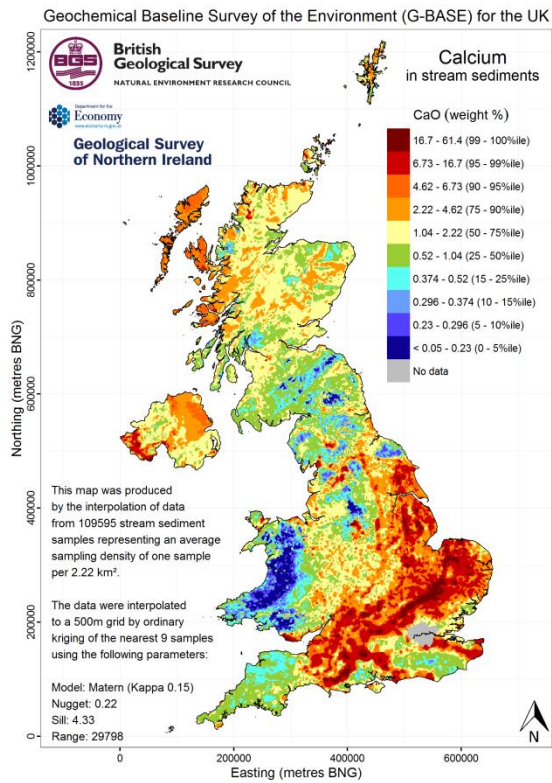 Geochemical Baseline Survey of the Environment (G-BASE) for the UK
BGS
1835
British
Geological Survey
NATURAL ENVIRONMENT RESEARCH COUNCIL
Department for the
Economy
www.economy-ni.gov.uk
Geological Survey
of Northern Ireland
Calcium
in stream sediments
CaO (weight %)
16.7 - 61.4 (99 - 100%ile)
6.73 - 16.7 (95 - 99%ile)
4.62 - 6.73 (90 - 95%ile)
2.22 - 4.62 (75 - 90%ile)
1.04 - 2.22 (50 - 75%ile)
0.52 - 1.04 (25 - 50%ile)
0.374 - 0.52 (15 - 25%ile)
0.296 - 0.374 (10 - 15%ile)
0.23 - 0.296 (5 - 10%ile)
< 0.05 - 0.23 (0 - 5%ile)
No data
This map was produced
by the interpolation of data
from 109595 stream sediment
samples representing an average
sampling density of one sample
per 2.22 km².
The data were interpolated
to a 500m grid by ordinary
kriging of the nearest 9 samples
using the following parameters:
Model: Matern (Kappa 0.15)
Nugget: 0.22
Sill: 4.33
Range: 29798
N
Northing (metres BNG)
1200000
1000000
800000
600000
400000
200000
0
0
200000
400000
600000
Easting (metres BNG)